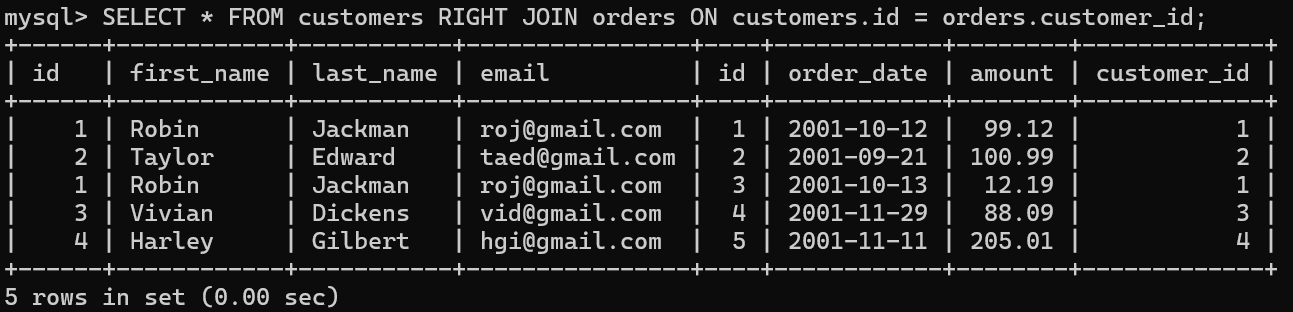 mysql> SELECT * FROM customers RIGHT JOIN orders ON customers.id = orders.customer_id;
+------+------------+-----------+----------------+----+------------+--------+-------------+
| id   | first_name | last_name | email          | id | order_date | amount | customer_id |
+------+------------+-----------+----------------+----+------------+--------+-------------+
|    1 | Robin      | Jackman   | roj@gmail.com  |  1 | 2001-10-12 |  99.12 |           1 |
|    2 | Taylor     | Edward    | taed@gmail.com |  2 | 2001-09-21 | 100.99 |           2 |
|    1 | Robin      | Jackman   | roj@gmail.com  |  3 | 2001-10-13 |  12.19 |           1 |
|    3 | Vivian     | Dickens   | vid@gmail.com  |  4 | 2001-11-29 |  88.09 |           3 |
|    4 | Harley     | Gilbert   | hgi@gmail.com  |  5 | 2001-11-11 | 205.01 |           4 |
+------+------------+-----------+----------------+----+------------+--------+-------------+
5 rows in set (0.00 sec)